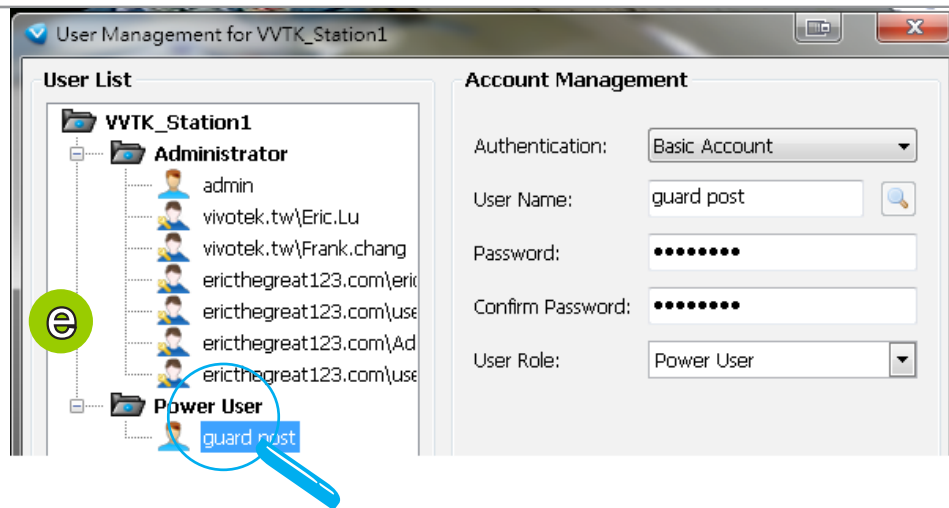 User Management for VVTK_Station1
User List
VVTK_Station1
Administrator
admin
vivotek.tw\Eric.Lu
vivotek.tw\Frank.chang
ericthegreat123.com\eric
ericthegreat123.com\use
ericthegreat123.com\Ad
ericthegreat123.com\use
Power User
guard post
e
Account Management
Authentication: Basic Account
User Name: guard post
Password: ●●●●●●●●
Confirm Password: ●●●●●●●●
User Role: Power User